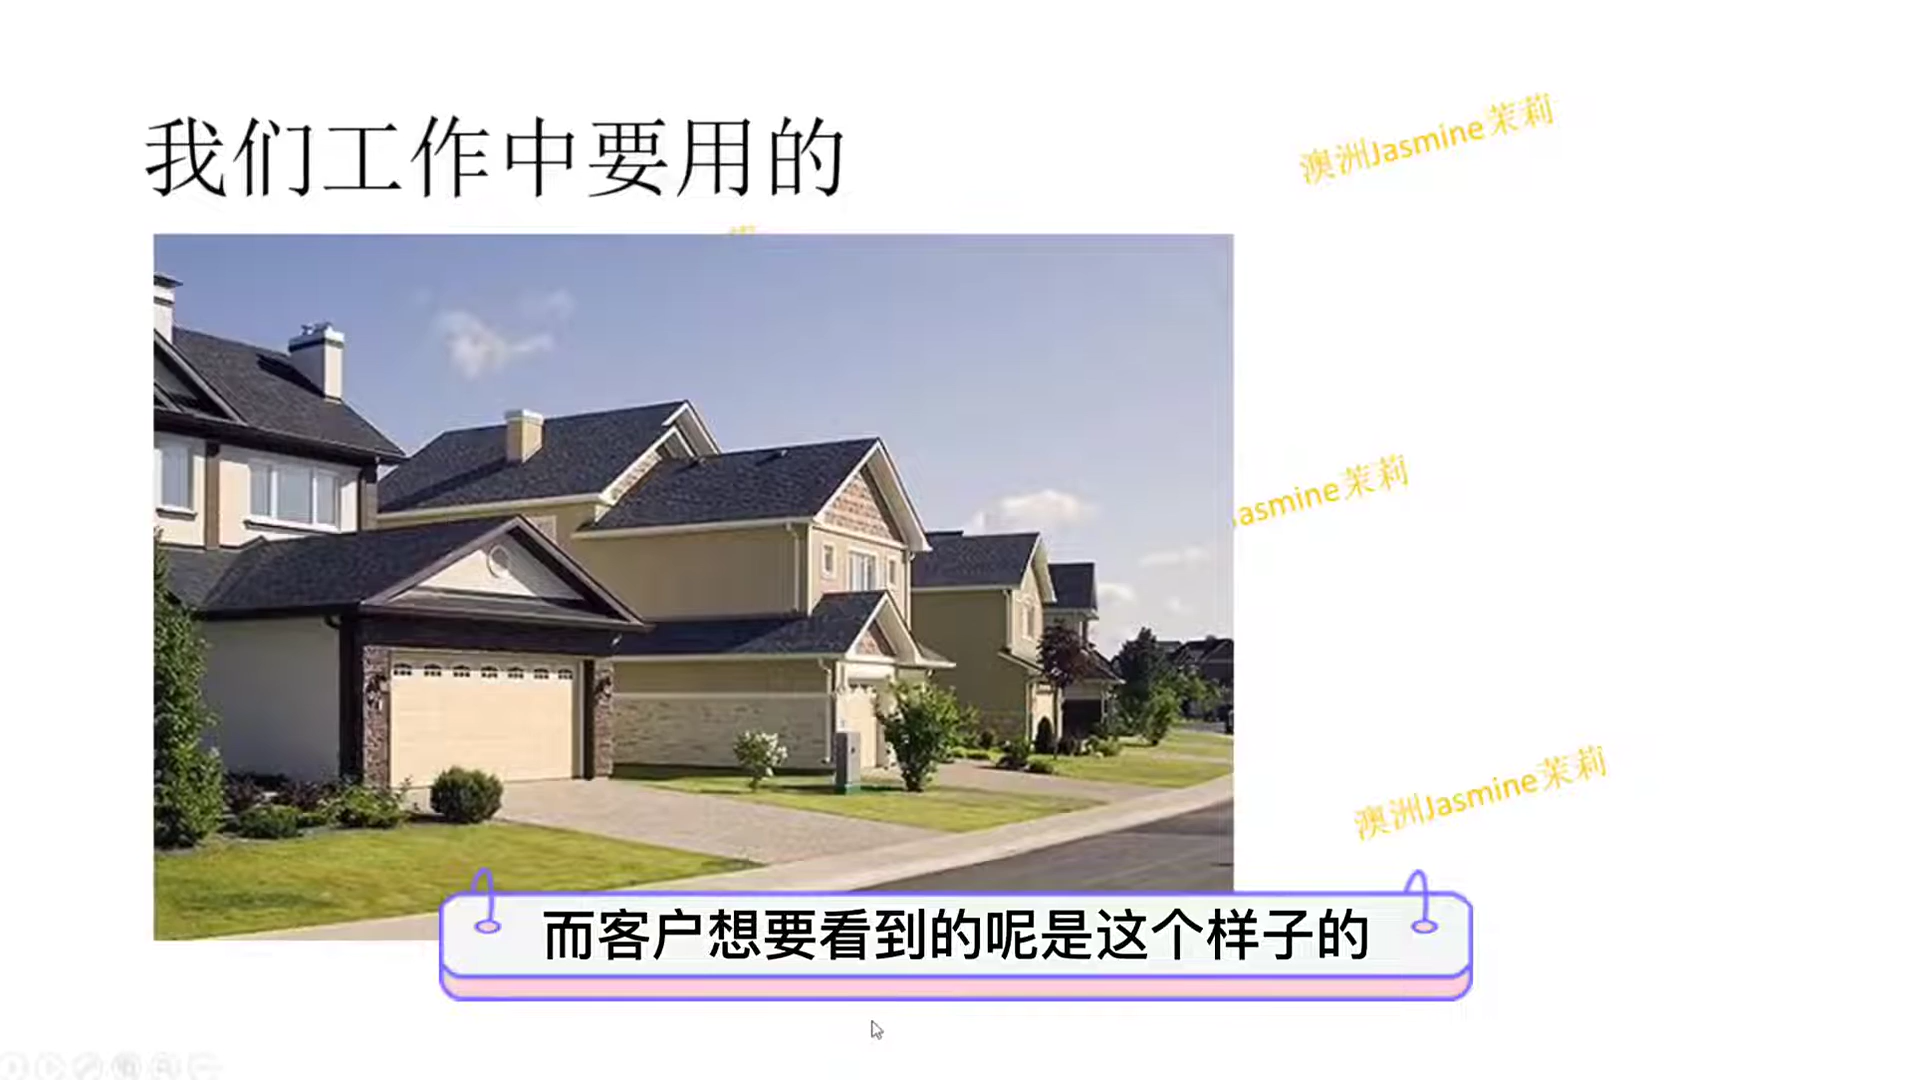 我们工作中要用的
澳洲Jasmine茉莉
asmine茉莉
澳洲Jasmine茉莉
而客户想要看到的呢是这个样子的